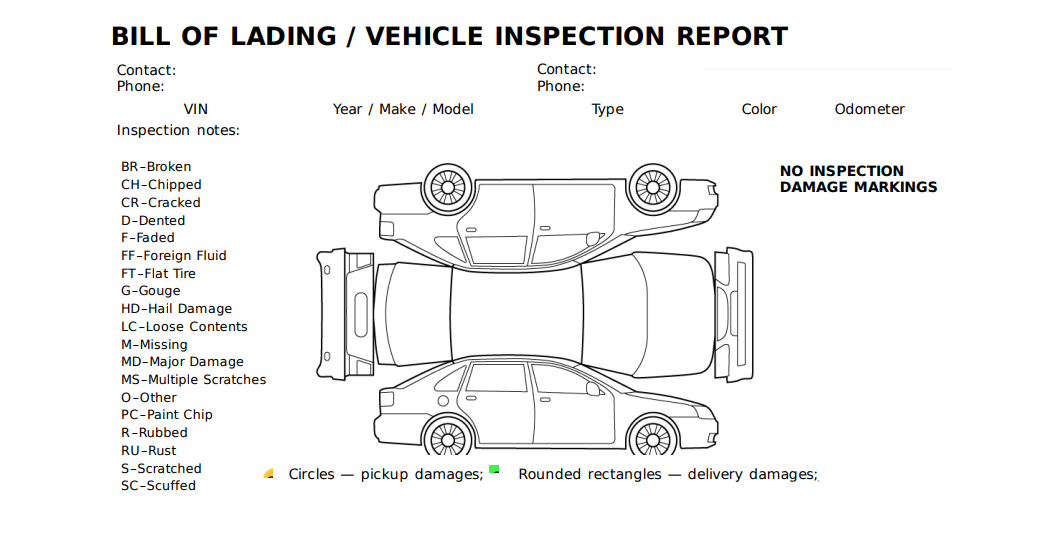 BILL OF LADING / VEHICLE INSPECTION REPORT
Contact:
Phone:
Contact:
Phone:
VIN Year / Make / Model Type Color Odometer
Inspection notes:
BR–Broken
CH–Chipped
CR–Cracked
D–Dented
F–Faded
FF–Foreign Fluid
FT–Flat Tire
G–Gouge
HD–Hail Damage
LC–Loose Contents
M–Missing
MD–Major Damage
MS–Multiple Scratches
O–Other
PC–Paint Chip
R–Rubbed
RU–Rust
S–Scratched
SC–Scuffed
NO INSPECTION
DAMAGE MARKINGS
Circles — pickup damages; Rounded rectangles — delivery damages;